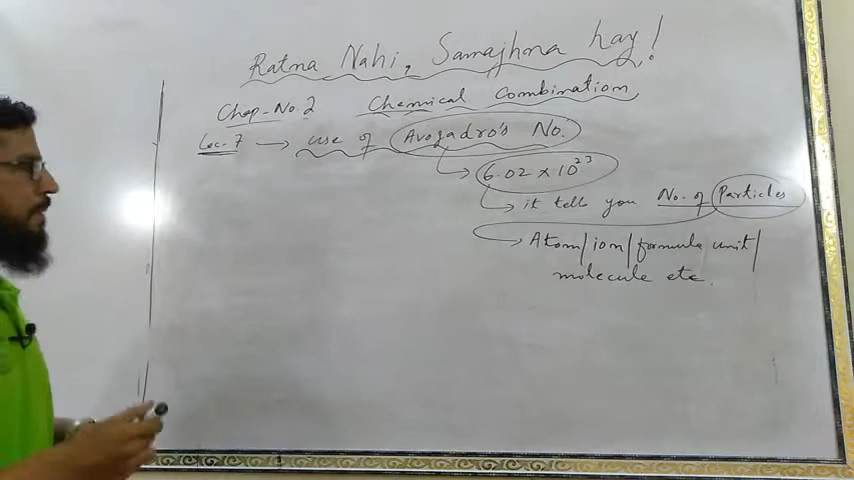 Ratna Nahi, Samajhna hay!
Chap-No.2 Chemical Combination
Lec-7 → use of Avogadro's No.
→ 6.02 x 10²³
→ it tells you No. of Particles
→ Atom/ion/formula unit/
molecule etc.